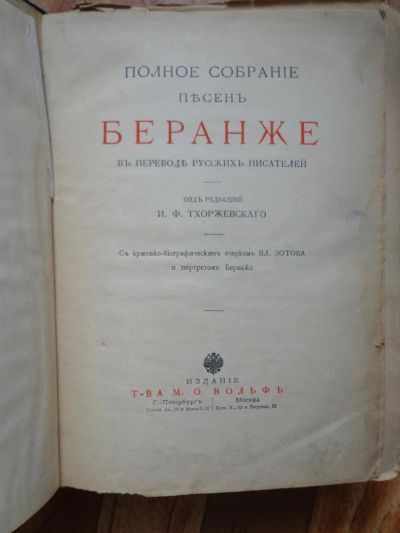 ПОЛНОЕ СОБРАНІЕ
ПѢСЕНЪ
БЕРАНЖЕ
ВЪ ПЕРЕВОДѢ РУССКИХЪ ПИСАТЕЛЕЙ
ПОДЪ РЕДАКЦІЕЙ
И. Ф. ТХОРЖЕВСКАГО
Съ критико-біографическимъ очеркомъ ВЛ. ЗОТОВА
и портретомъ Беранже
ИЗДАНІЕ
Т-ВА М. О. ВОЛЬФЪ
С.-Петербургъ Москва